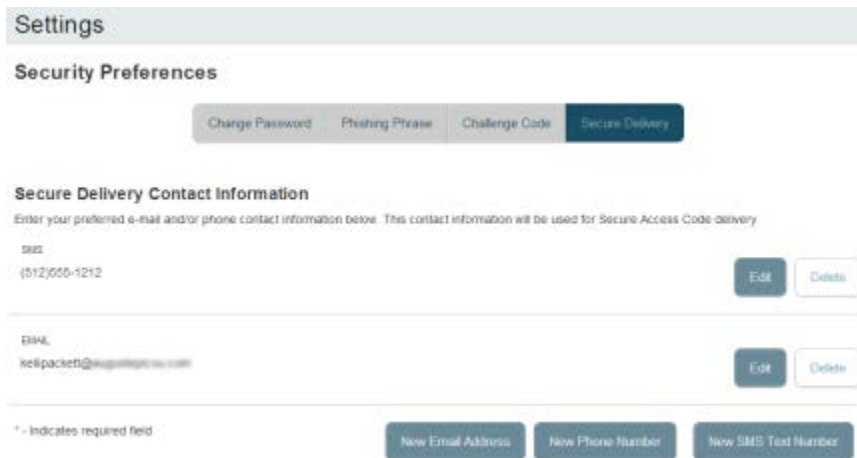 Settings
Security Preferences
Change Password Phishing Phrase Challenge Code Secure Delivery
Secure Delivery Contact Information
Enter your preferred e-mail and/or phone contact information below. This contact information will be used for Secure Access Code delivery
SMS
(512)555-1212
Edit Delete
EMAIL
kellipackett@
Edit Delete
* - Indicates required field
New Email Address New Phone Number New SMS Text Number